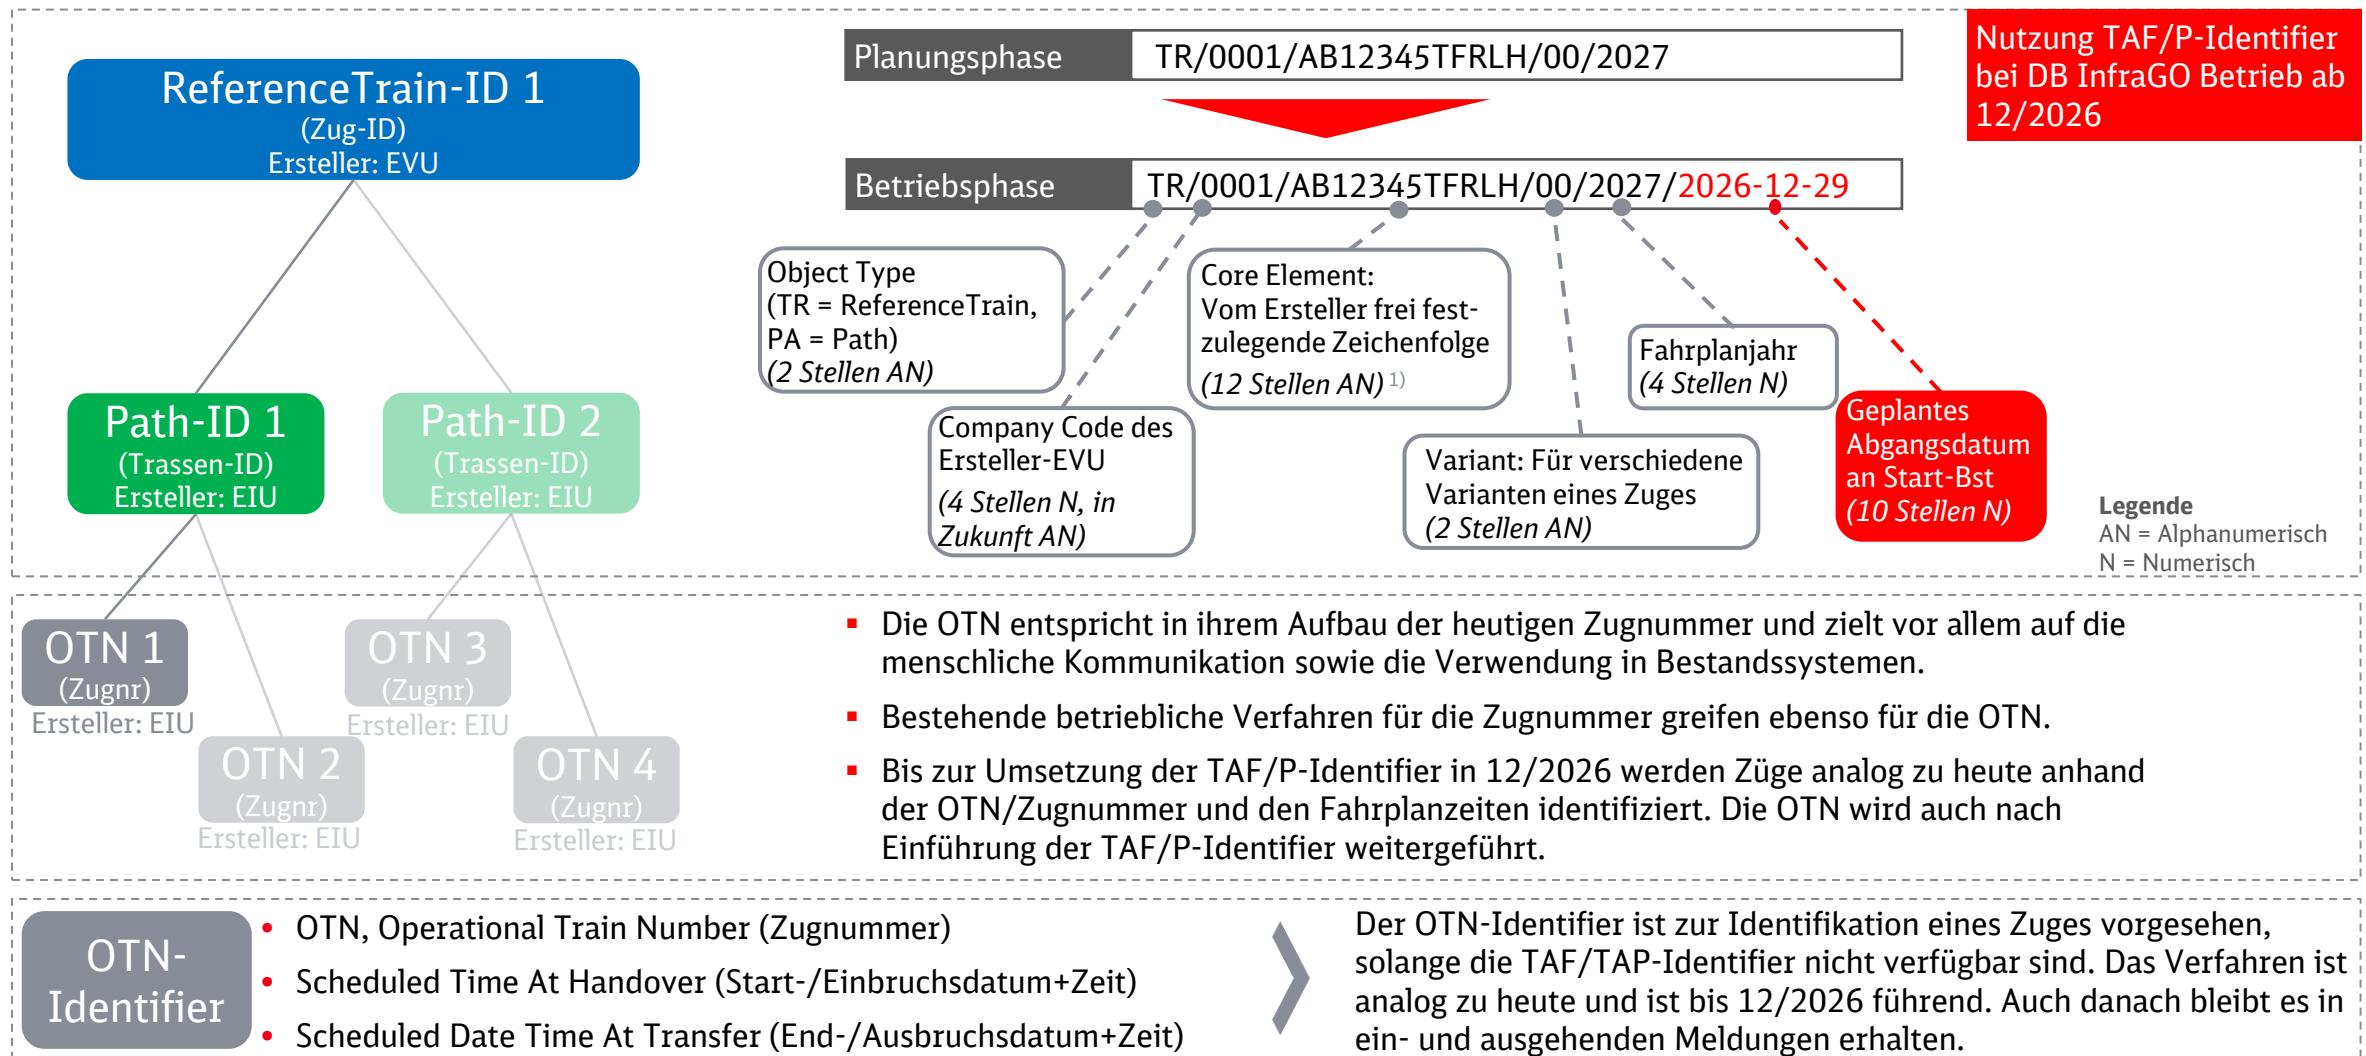 ReferenceTrain-ID 1
(Zug-ID)
Ersteller: EVU
Path-ID 1
(Trassen-ID)
Ersteller: EIU
Path-ID 2
(Trassen-ID)
Ersteller: EIU
Planungsphase
TR/0001/AB12345TFRLH/00/2027
Betriebsphase
TR/0001/AB12345TFRLH/00/2027/2026-12-29
Nutzung TAF/P-Identifier
bei DB InfraGO Betrieb ab
12/2026
Object Type
(TR = ReferenceTrain,
PA = Path)
(2 Stellen AN)
Company Code des
Ersteller-EVU
(4 Stellen N, in
Zukunft AN)
Core Element:
Vom Ersteller frei fest-
zulegende Zeichenfolge
(12 Stellen AN) 1)
Variant: Für verschiedene
Varianten eines Zuges
(2 Stellen AN)
Fahrplanjahr
(4 Stellen N)
Geplantes
Abgangsdatum
an Start-Bst
(10 Stellen N)
Legende
AN = Alphanumerisch
N = Numerisch
OTN 1
(Zugnr)
Ersteller: EIU
OTN 2
(Zugnr)
Ersteller: EIU
OTN 3
(Zugnr)
Ersteller: EIU
OTN 4
(Zugnr)
Ersteller: EIU
▪ Die OTN entspricht in ihrem Aufbau der heutigen Zugnummer und zielt vor allem auf die
menschliche Kommunikation sowie die Verwendung in Bestandssystemen.
▪ Bestehende betriebliche Verfahren für die Zugnummer greifen ebenso für die OTN.
▪ Bis zur Umsetzung der TAF/P-Identifier in 12/2026 werden Züge analog zu heute anhand
der OTN/Zugnummer und den Fahrplanzeiten identifiziert. Die OTN wird auch nach
Einführung der TAF/P-Identifier weitergeführt.
OTN-
Identifier
• OTN, Operational Train Number (Zugnummer)
• Scheduled Time At Handover (Start-/Einbruchsdatum+Zeit)
• Scheduled Date Time At Transfer (End-/Ausbruchsdatum+Zeit)
Der OTN-Identifier ist zur Identifikation eines Zuges vorgesehen,
solange die TAF/TAP-Identifier nicht verfügbar sind. Das Verfahren ist
analog zu heute und ist bis 12/2026 führend. Auch danach bleibt es in
ein- und ausgehenden Meldungen erhalten.